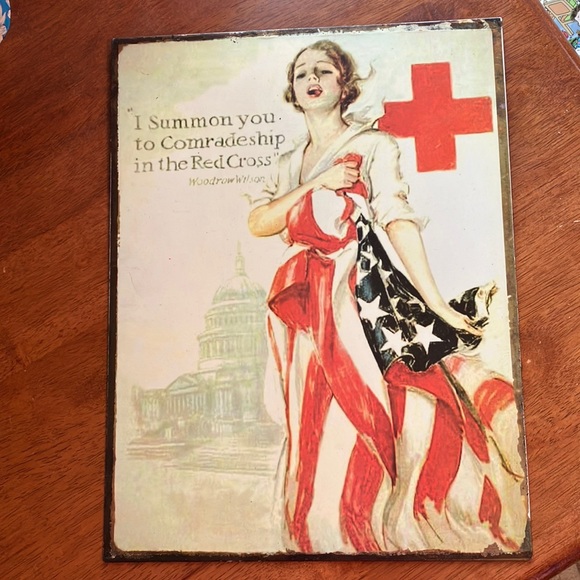 "I Summon you
to Comradeship
in the Red Cross"
Woodrow Wilson